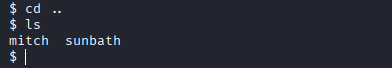 $ cd ..
$ ls
mitch  sunbath
$